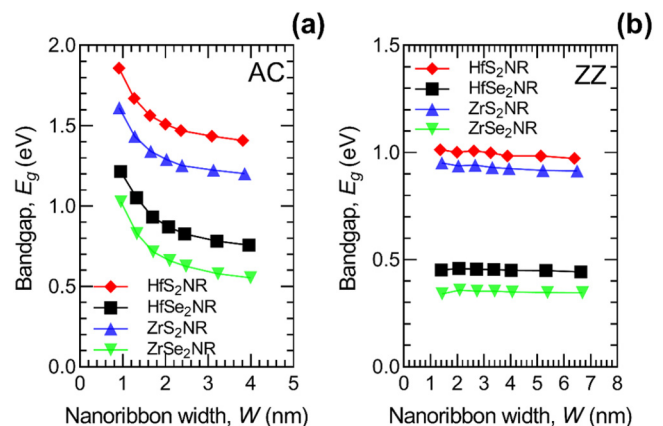 (a)
AC
2.0
1.5
1.0
0.5
0.0
Bandgap, E_g (eV)
HfS₂NR
HfSe₂NR
ZrS₂NR
ZrSe₂NR
0 1 2 3 4 5
Nanoribbon width, W (nm)
(b)
ZZ
1.5
1.0
0.5
0.0
Bandgap, E_g (eV)
HfS₂NR
HfSe₂NR
ZrS₂NR
ZrSe₂NR
0 1 2 3 4 5 6 7 8
Nanoribbon width, W (nm)